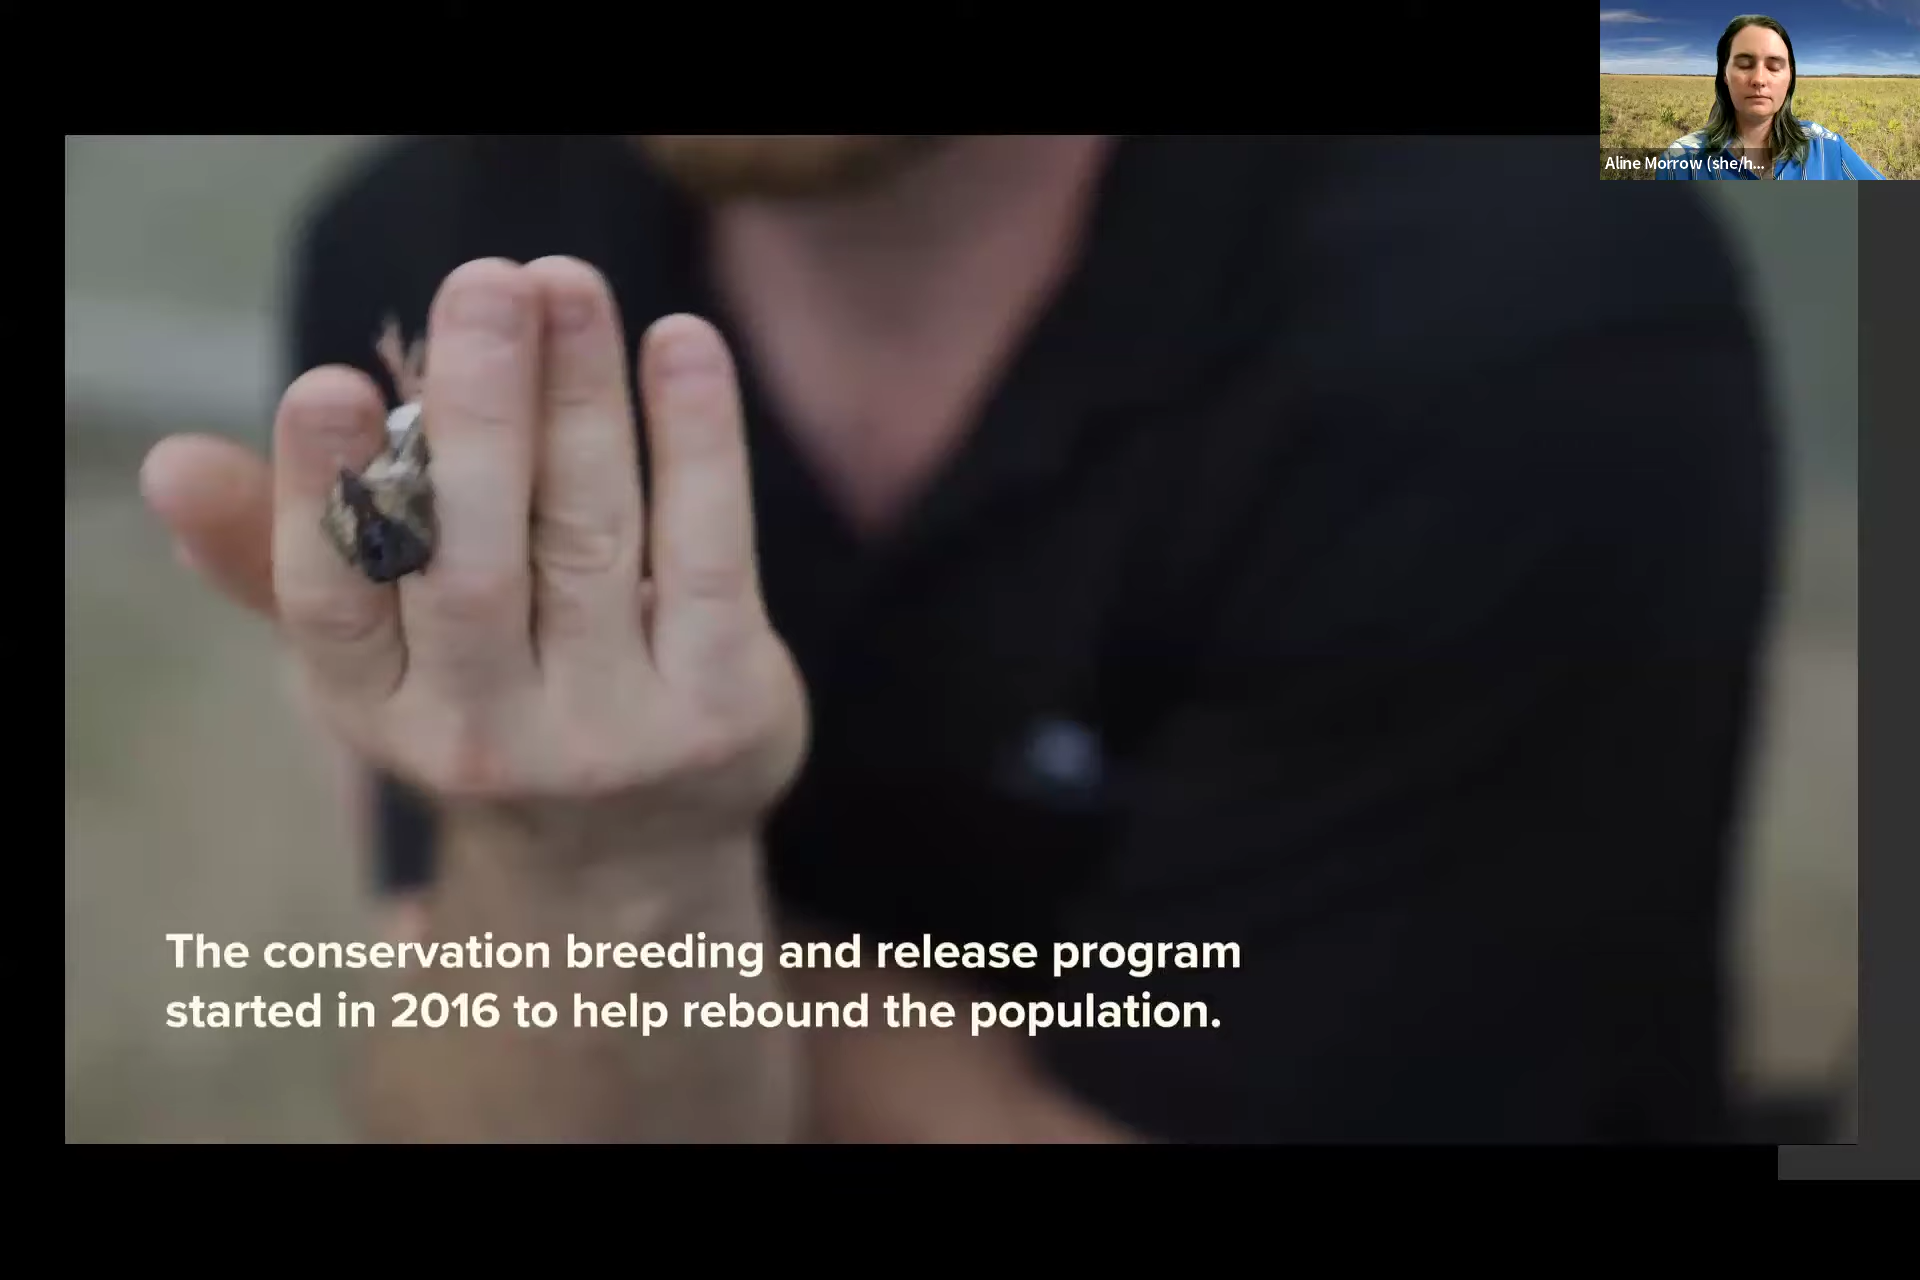 Aline Morrow (she/h...
The conservation breeding and release program
started in 2016 to help rebound the population.